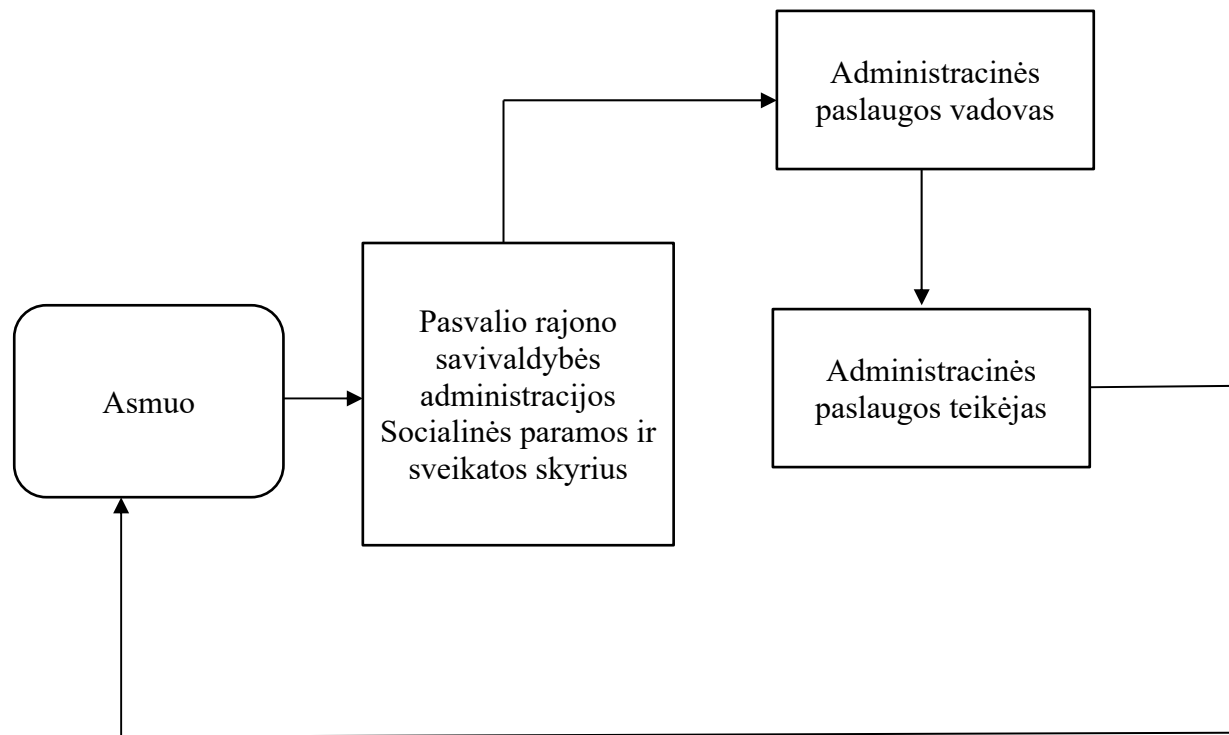 Administracinės
paslaugos vadovas
Pasvalio rajono
savivaldybės
administracijos
Socialinės paramos ir
sveikatos skyrius
Asmuo
Administracinės
paslaugos teikėjas